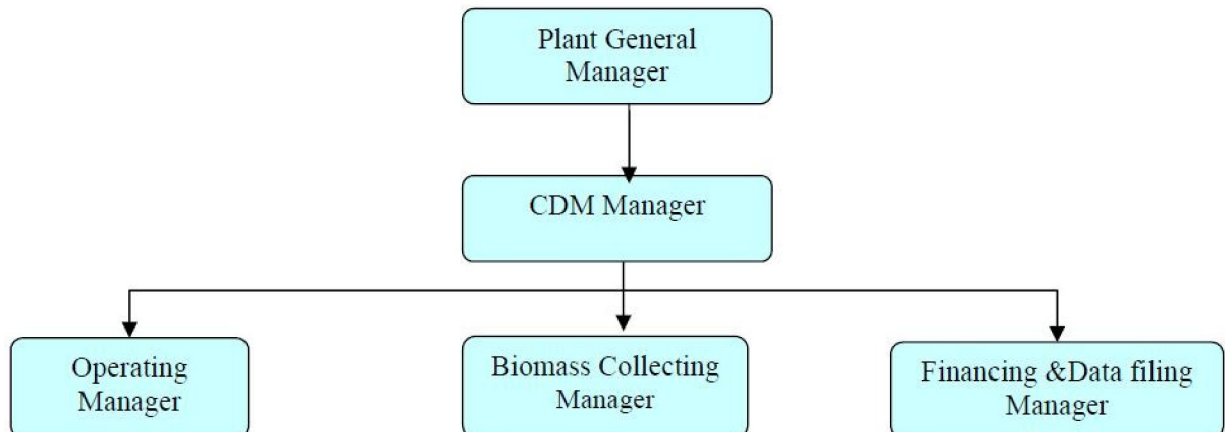 Plant General
Manager
CDM Manager
Operating
Manager
Biomass Collecting
Manager
Financing &Data filing
Manager